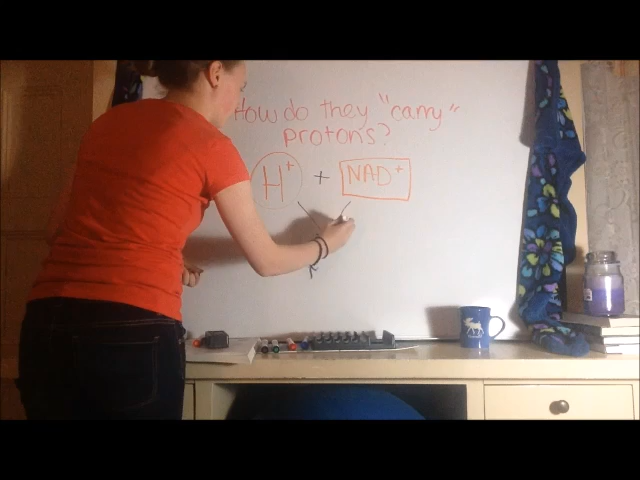 How do they "carry"
protons?
H+ + NAD+